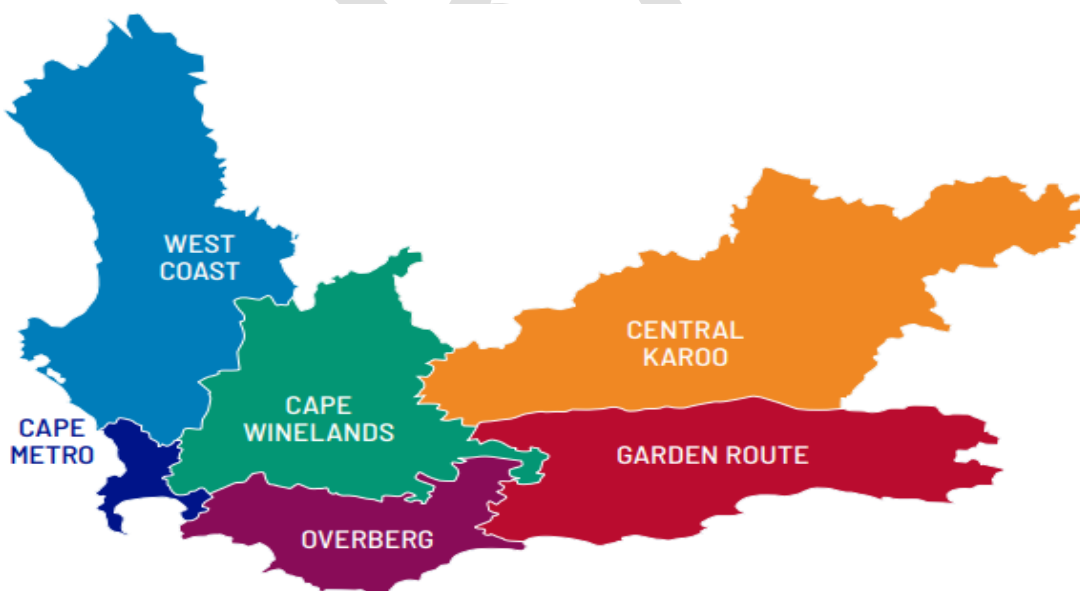 WEST
COAST
CENTRAL
KAROO
CAPE
WINELANDS
CAPE
METRO
GARDEN ROUTE
OVERBERG